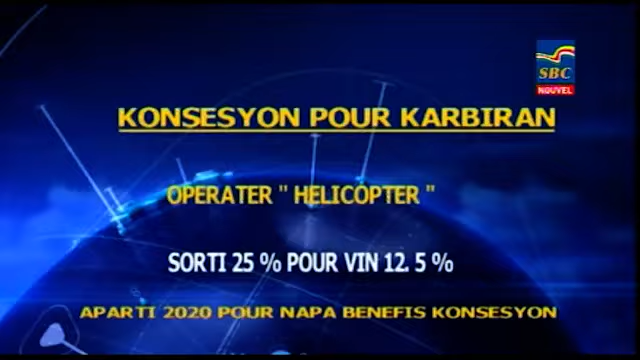 SBC
NOUVEL
KONSESYON POUR KARBIRAN
OPERATER " HELICOPTER "
SORTI 25 % POUR VIN 12. 5 %
APARTI 2020 POUR NAPA BENEFIS KONSESYON